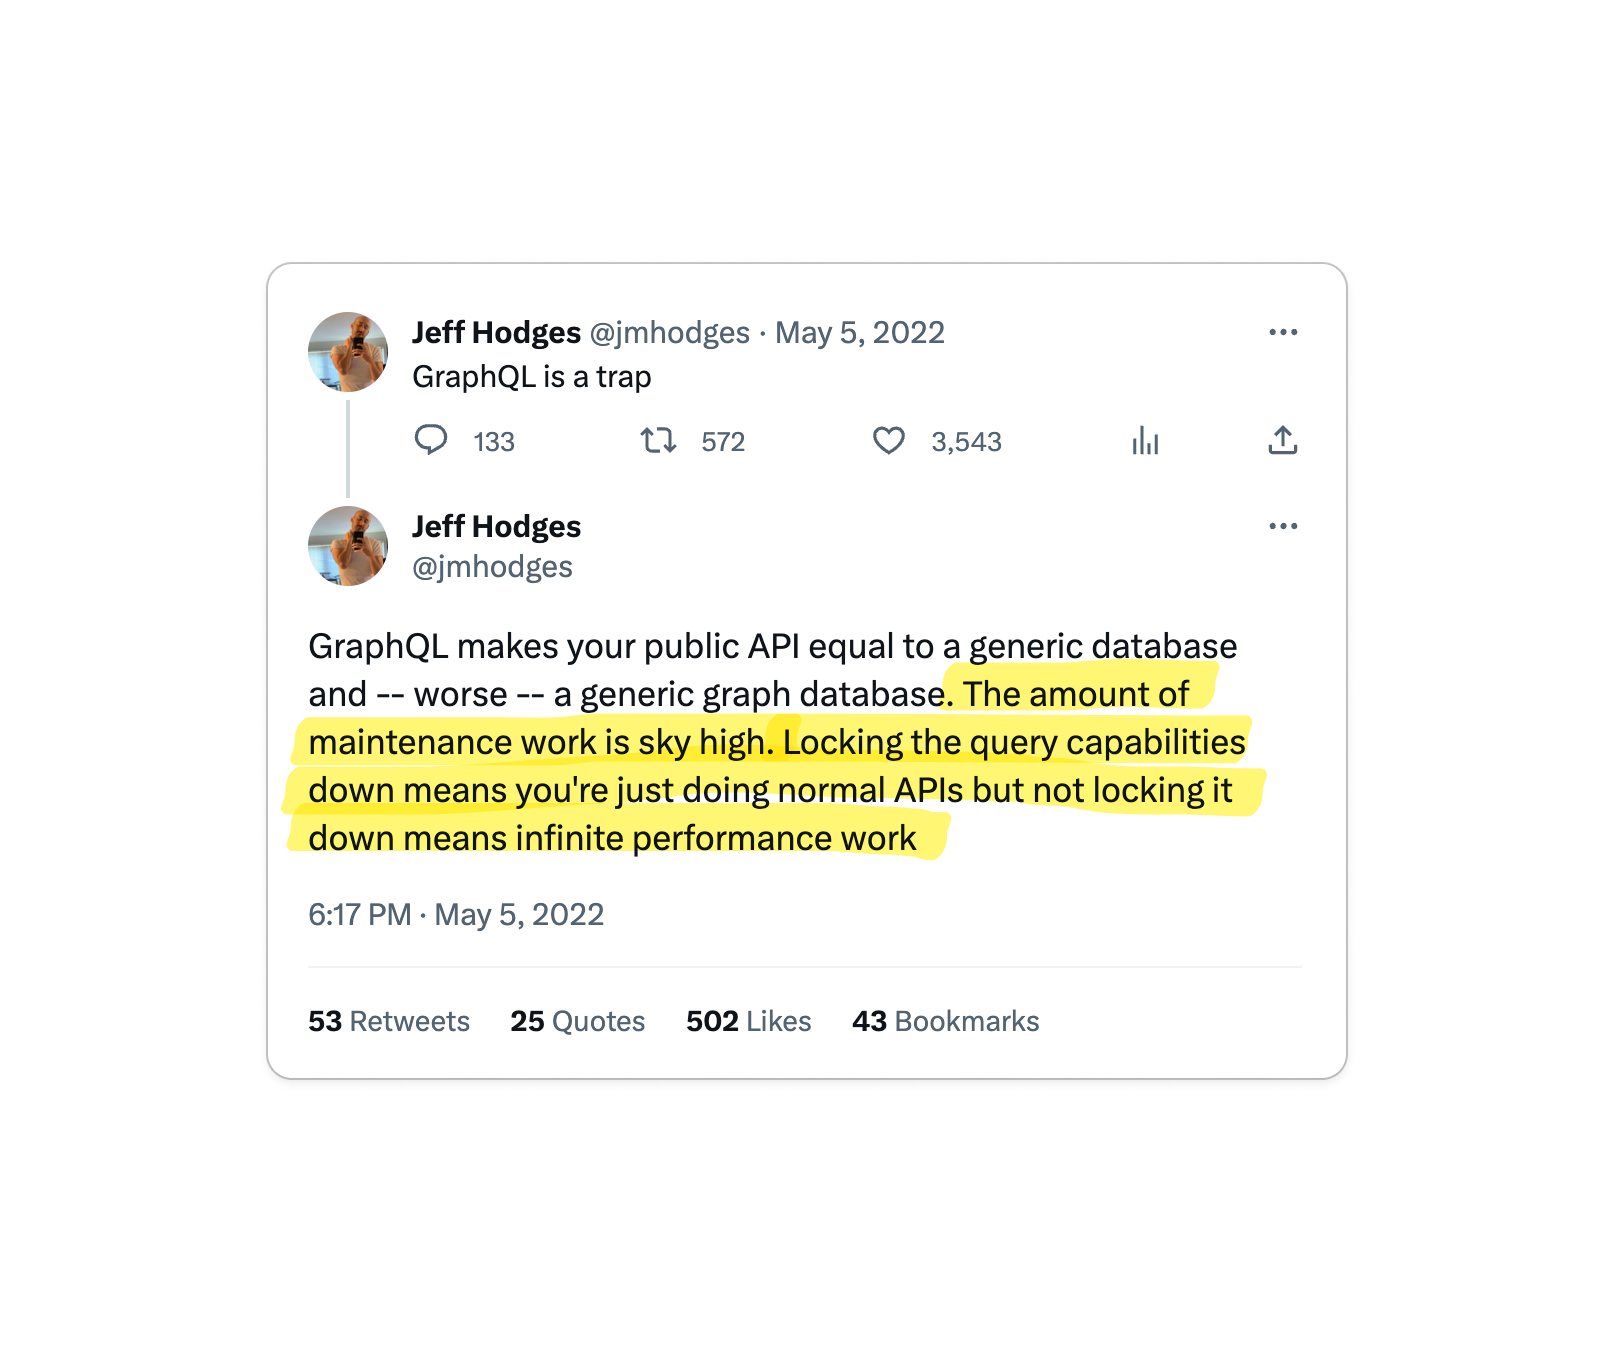 Jeff Hodges @jmhodges · May 5, 2022
GraphQL is a trap
133 572 3,543
Jeff Hodges
@jmhodges
GraphQL makes your public API equal to a generic database
and -- worse -- a generic graph database. The amount of
maintenance work is sky high. Locking the query capabilities
down means you're just doing normal APIs but not locking it
down means infinite performance work
6:17 PM · May 5, 2022
53 Retweets 25 Quotes 502 Likes 43 Bookmarks